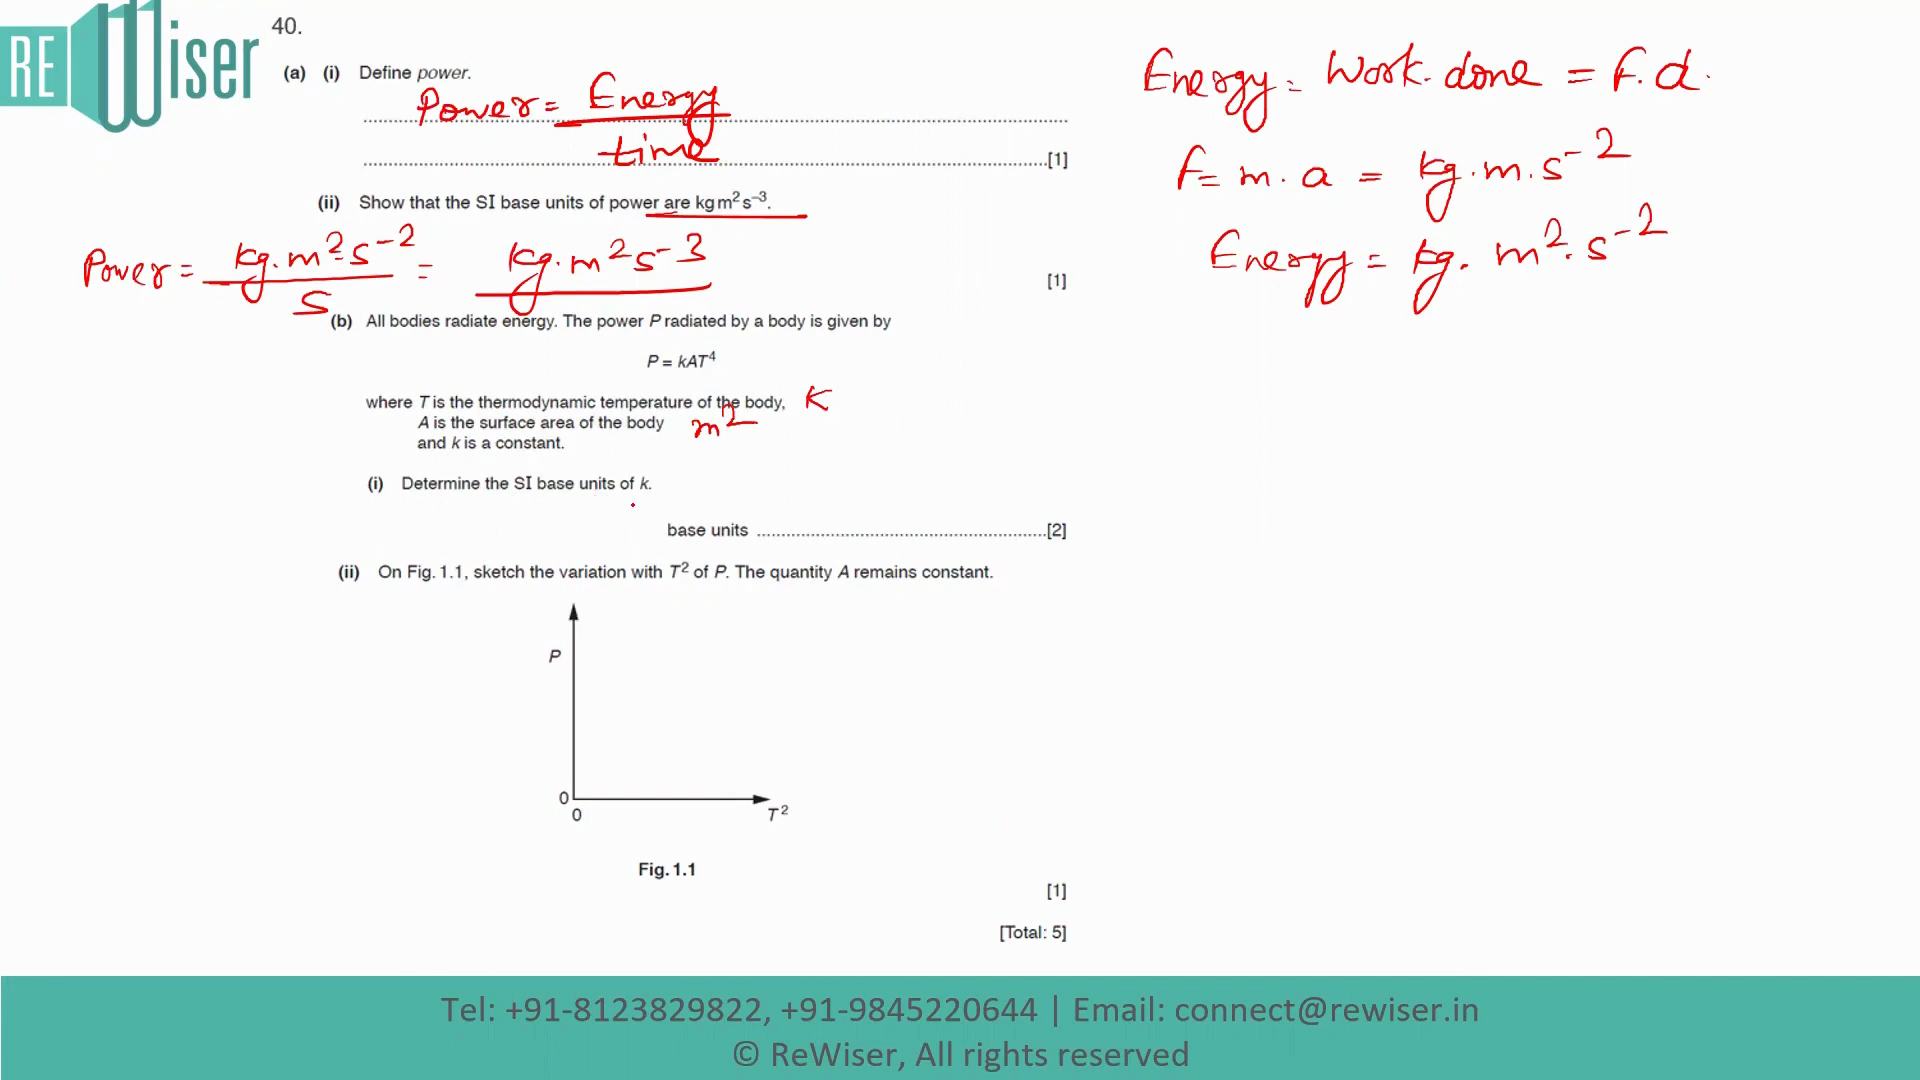 REWiser
40.
(a) (i) Define power.
Power = Energy
time
[1]
(ii) Show that the SI base units of power are kg m² s⁻³.
Power = kg.m²s⁻² / s = kg.m²s⁻³
[1]
(b) All bodies radiate energy. The power P radiated by a body is given by
P = kAT⁴
where T is the thermodynamic temperature of the body, K
A is the surface area of the body m²
and k is a constant.
(i) Determine the SI base units of k.
base units ......................................................[2]
(ii) On Fig. 1.1, sketch the variation with T² of P. The quantity A remains constant.
P
0
0 T²
Fig. 1.1
[1]
[Total: 5]
Energy = Work.done = F.d.
F = m.a = kg.m.s⁻²
Energy = kg. m².s⁻²
Tel: +91-8123829822, +91-9845220644 | Email: connect@rewiser.in
© ReWiser, All rights reserved